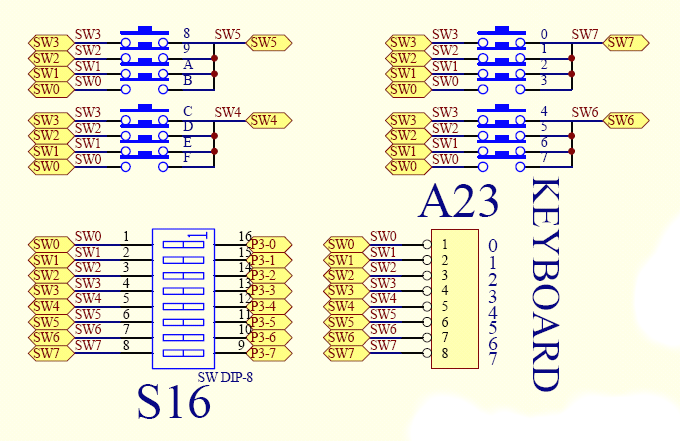 SW3 SW3 8 SW5 SW5
SW2 SW2 9
SW1 SW1 A
SW0 SW0 B
SW3 SW3 C SW4 SW4
SW2 SW2 D
SW1 SW1 E
SW0 SW0 F
SW3 SW3 0 SW7 SW7
SW2 SW2 1
SW1 SW1 2
SW0 SW0 3
SW3 SW3 4 SW6 SW6
SW2 SW2 5
SW1 SW1 6
SW0 SW0 7
SW0 SW0 1 1 16 P3-0
SW1 SW1 2 15 P3-1
SW2 SW2 3 14 P3-2
SW3 SW3 4 13 P3-3
SW4 SW4 5 12 P3-4
SW5 SW5 6 11 P3-5
SW6 SW6 7 10 P3-6
SW7 SW7 8 9 P3-7
SW DIP-8
S16
A23
SW0 SW0 1 0
SW1 SW1 2 1
SW2 SW2 3 2
SW3 SW3 4 3
SW4 SW4 5 4
SW5 SW5 6 5
SW6 SW6 7 6
SW7 SW7 8 7
KEYBOARD